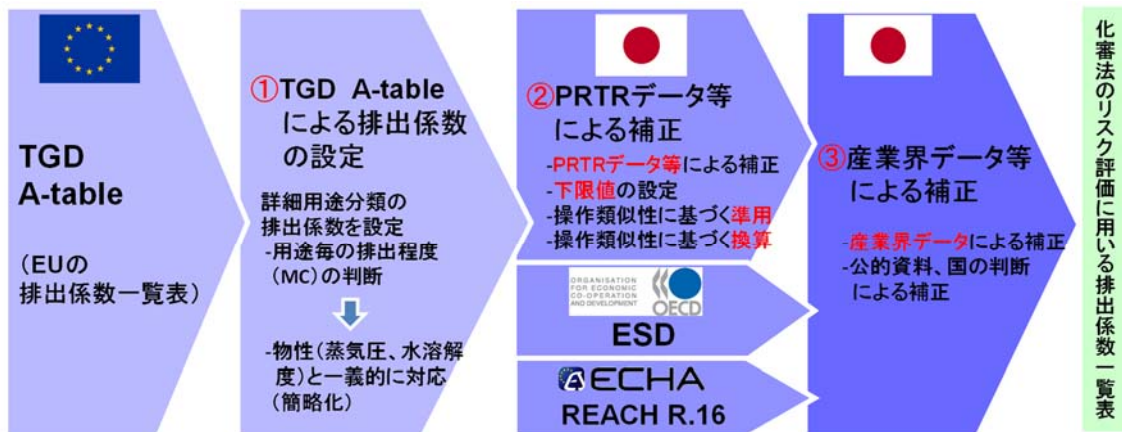 TGD
A-table
（EUの
排出係数一覧表）
①TGD A-table
による排出係数
の設定
詳細用途分類の
排出係数を設定
-用途毎の排出程度
（MC）の判断
-物性（蒸気圧、水溶解
度）と一義的に対応
（簡略化）
②PRTRデータ等
による補正
-PRTRデータ等による補正
-下限値の設定
-操作類似性に基づく準用
-操作類似性に基づく換算
ORGANISATION
FOR ECONOMIC
CO-OPERATION
AND DEVELOPMENT
OECD
ESD
ECHA
REACH R.16
③産業界データ等
による補正
-産業界データによる補正
-公的資料、国の判断
による補正
化審法のリスク評価に用いる排出係数一覧表